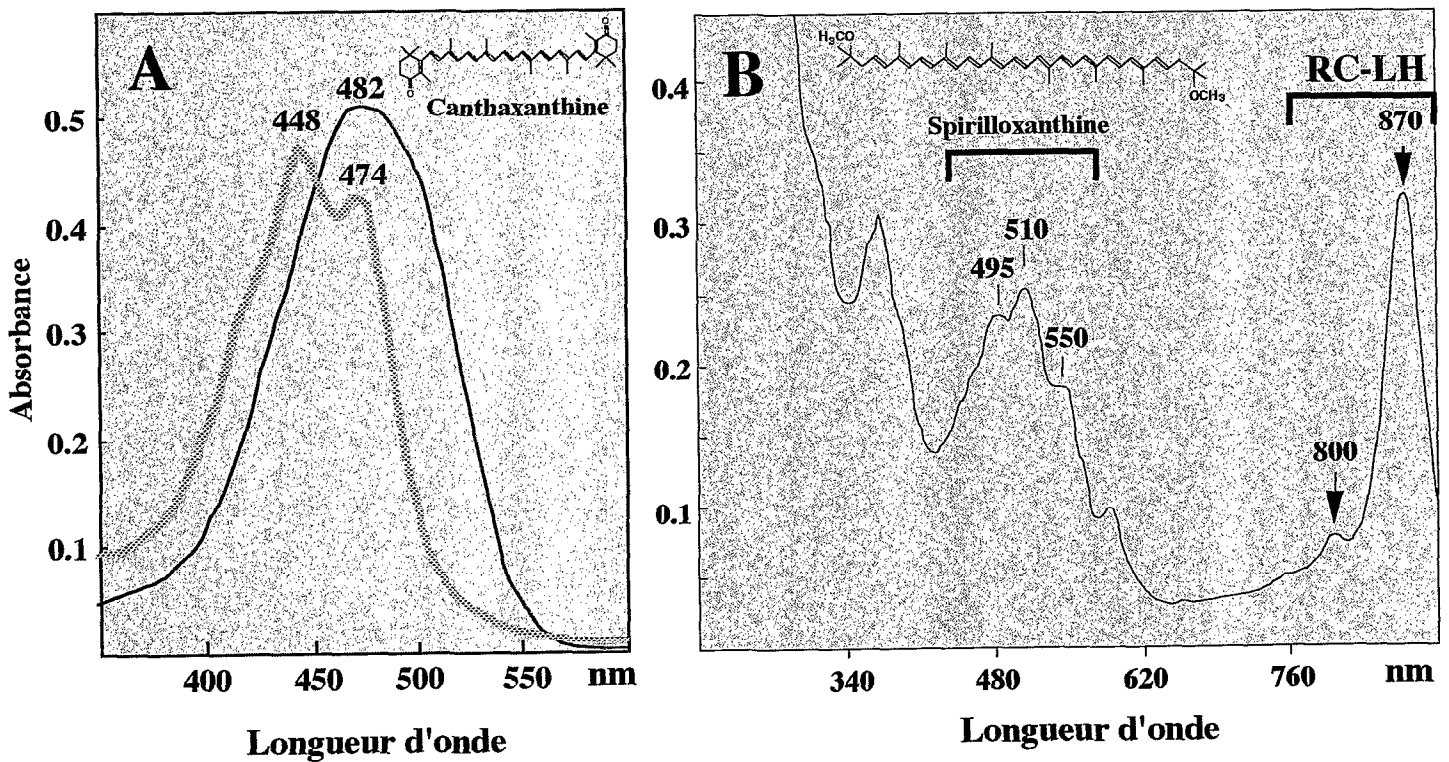 A
Canthaxanthine
482
448
474
0.5
0.4
0.3
0.2
0.1
Absorbance
400 450 500 550 nm
Longueur d'onde
B
H₃CO
OCH₃
Spirilloxanthine
RC-LH
870
510
495
550
800
0.4
0.3
0.2
0.1
340 480 620 760 nm
Longueur d'onde